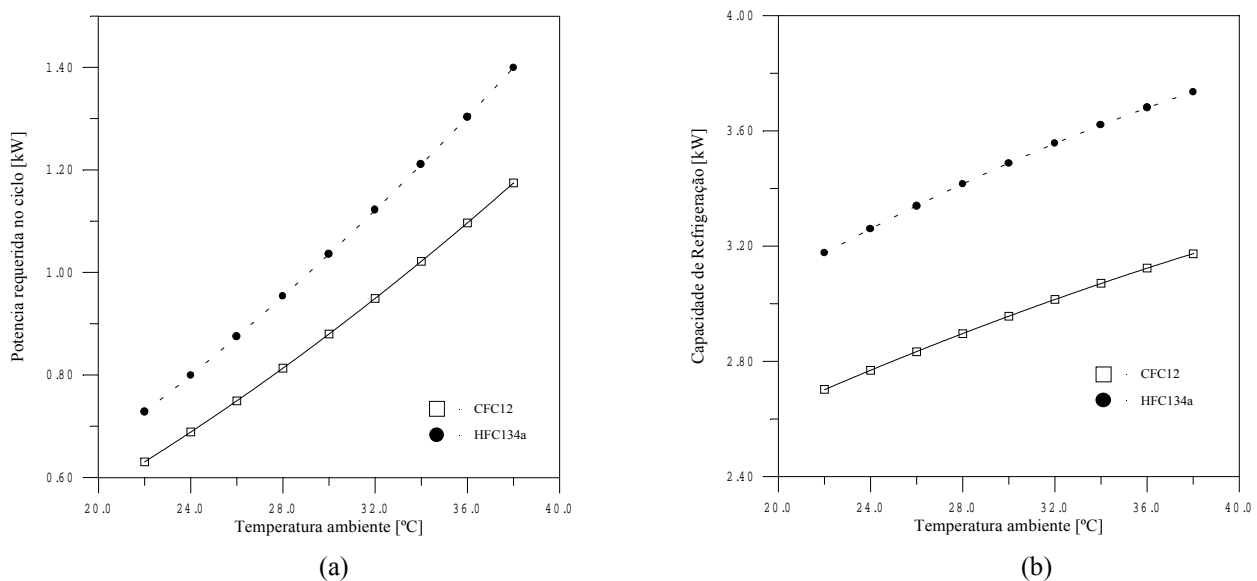 Potencia requerida no ciclo [kW]
1.40
1.20
1.00
0.80
0.60
CFC12
HFC134a
20.0
24.0
28.0
32.0
36.0
40.0
Temperatura ambiente [ºC]
(a)
Capacidade de Refrigeração [kW]
4.00
3.60
3.20
2.80
2.40
CFC12
HFC134a
20.0
24.0
28.0
32.0
36.0
40.0
Temperatura ambiente [ºC]
(b)